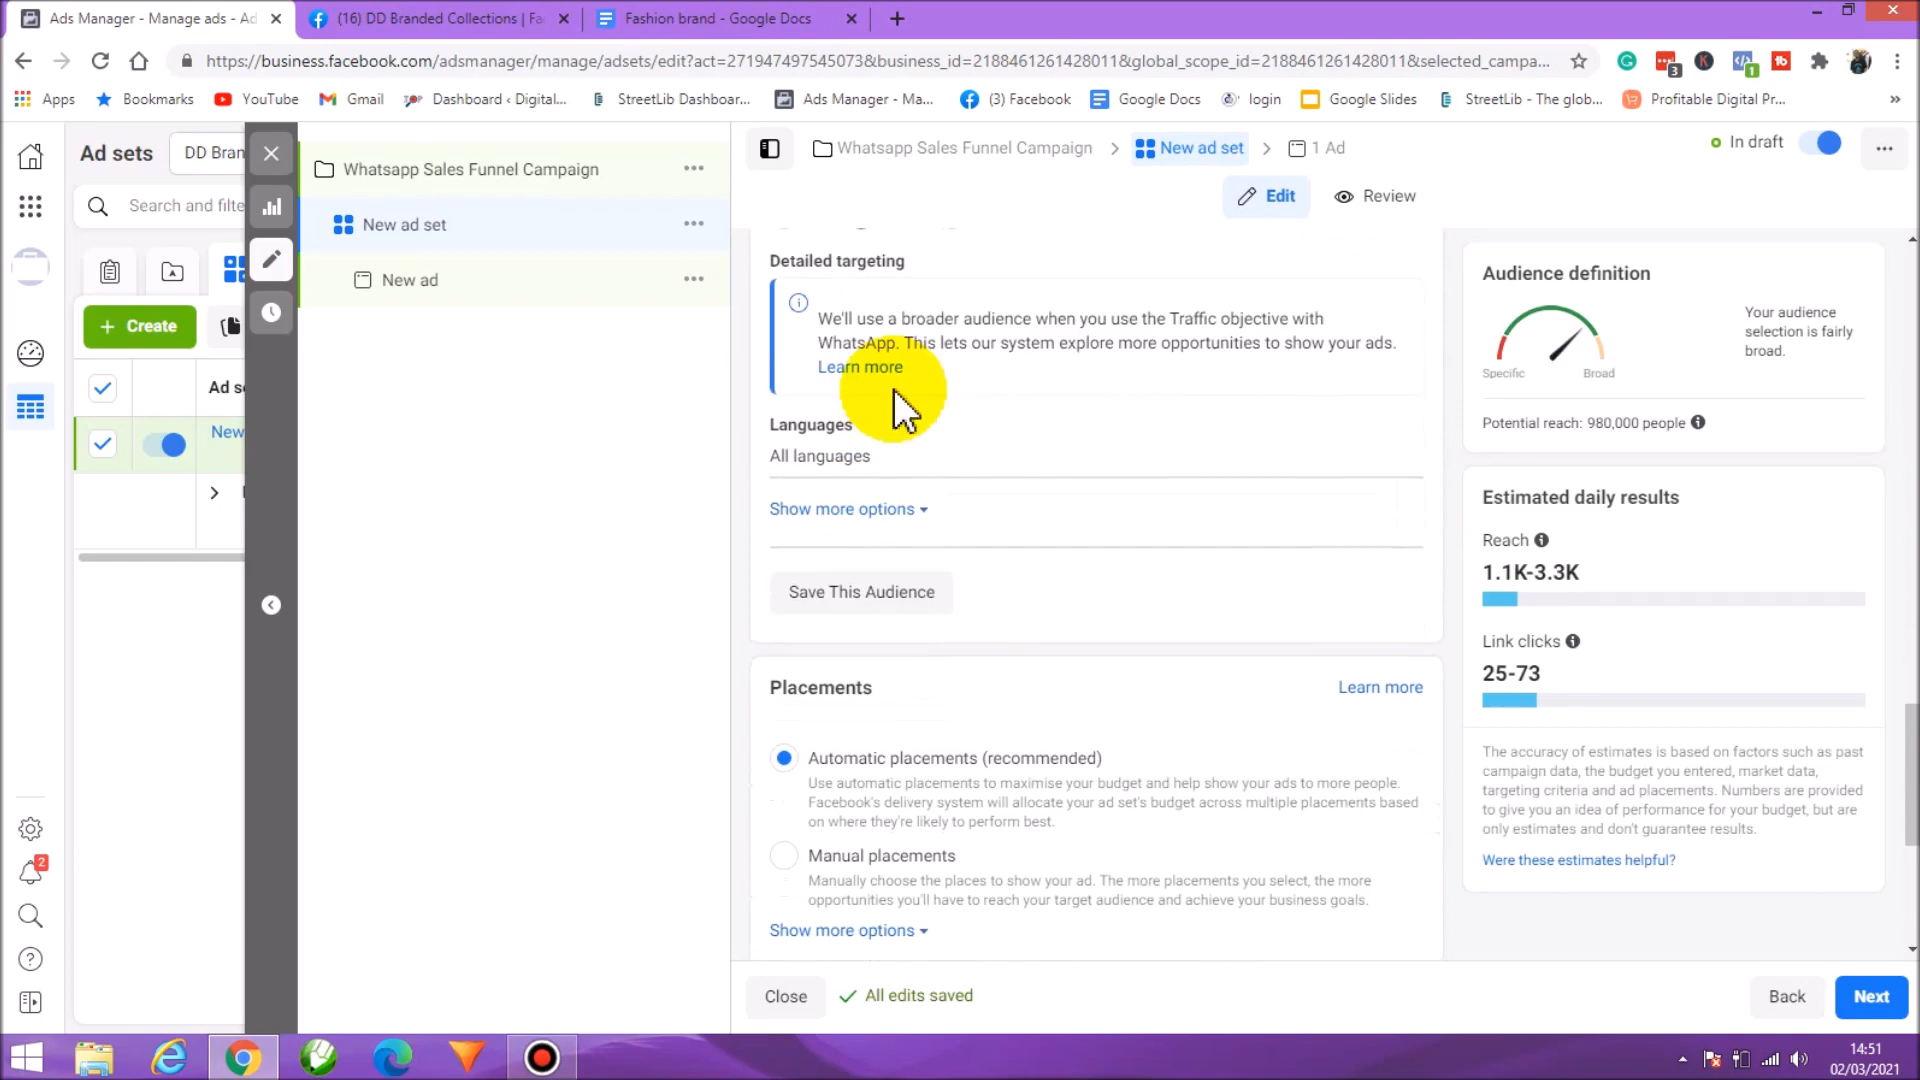 Ads Manager - Manage ads - Ad
(16) DD Branded Collections | Fa
Fashion brand - Google Docs
https://business.facebook.com/adsmanager/manage/adsets/edit?act=271947497545073&business_id=2188461261428011&global_scope_id=2188461261428011&selected_campa...
3
1
Apps
Bookmarks
YouTube
Gmail
Dashboard ‹ Digital...
StreetLib Dashboar...
Ads Manager - Ma...
(3) Facebook
Google Docs
login
Google Slides
StreetLib - The glob...
Profitable Digital Pr...
»
Ad sets
DD Bran
Search and filte
+ Create
Ad se
New
Whatsapp Sales Funnel Campaign
New ad set
New ad
Whatsapp Sales Funnel Campaign
New ad set
1 Ad
In draft
Edit
Review
Detailed targeting
We'll use a broader audience when you use the Traffic objective with
WhatsApp. This lets our system explore more opportunities to show your ads.
Learn more
Languages
All languages
Show more options
Save This Audience
Placements
Learn more
Automatic placements (recommended)
Use automatic placements to maximise your budget and help show your ads to more people.
Facebook's delivery system will allocate your ad set's budget across multiple placements based
on where they're likely to perform best.
Manual placements
Manually choose the places to show your ad. The more placements you select, the more
opportunities you'll have to reach your target audience and achieve your business goals.
Show more options
Close
All edits saved
Back
Next
Audience definition
Specific
Broad
Your audience
selection is fairly
broad.
Potential reach: 980,000 people
Estimated daily results
Reach
1.1K-3.3K
Link clicks
25-73
The accuracy of estimates is based on factors such as past
campaign data, the budget you entered, market data,
targeting criteria and ad placements. Numbers are provided
to give you an idea of performance for your budget, but are
only estimates and don't guarantee results.
Were these estimates helpful?
2
14:51
02/03/2021